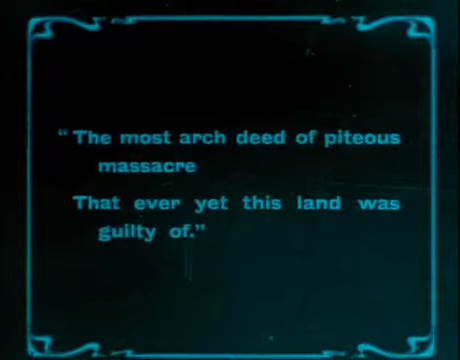 “The most arch deed of piteous
massacre
That ever yet this land was
guilty of.”